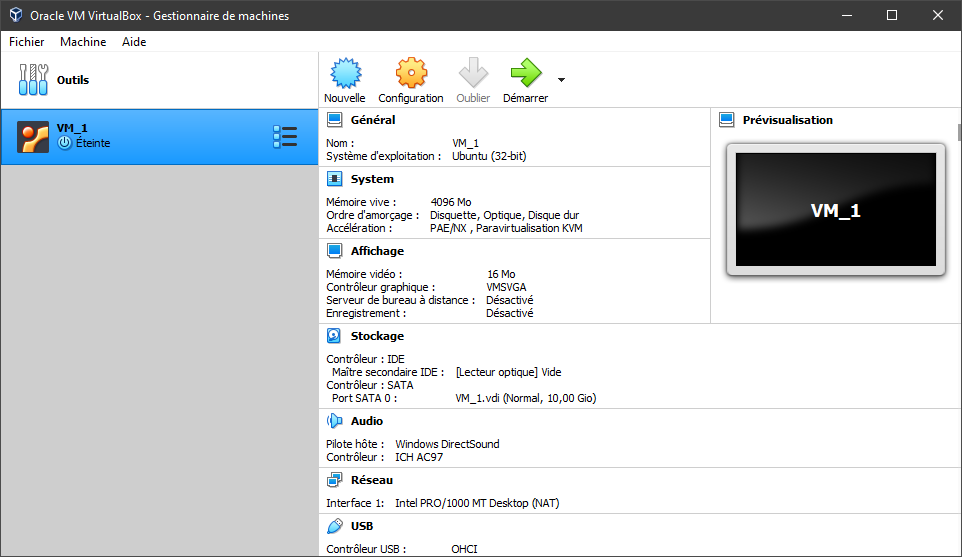 Oracle VM VirtualBox - Gestionnaire de machines
Fichier Machine Aide
Outils
Nouvelle Configuration Oublier Démarrer
VM_1
Éteinte
Général
Nom : VM_1
Système d'exploitation : Ubuntu (32-bit)
System
Mémoire vive : 4096 Mo
Ordre d'amorçage : Disquette, Optique, Disque dur
Accélération : PAE/NX , Paravirtualisation KVM
Affichage
Mémoire vidéo : 16 Mo
Contrôleur graphique : VMSVGA
Serveur de bureau à distance : Désactivé
Enregistrement : Désactivé
Prévisualisation
VM_1
Stockage
Contrôleur : IDE
Maître secondaire IDE : [Lecteur optique] Vide
Contrôleur : SATA
Port SATA 0 : VM_1.vdi (Normal, 10,00 Gio)
Audio
Pilote hôte : Windows DirectSound
Contrôleur : ICH AC97
Réseau
Interface 1: Intel PRO/1000 MT Desktop (NAT)
USB
Contrôleur USB : OHCI